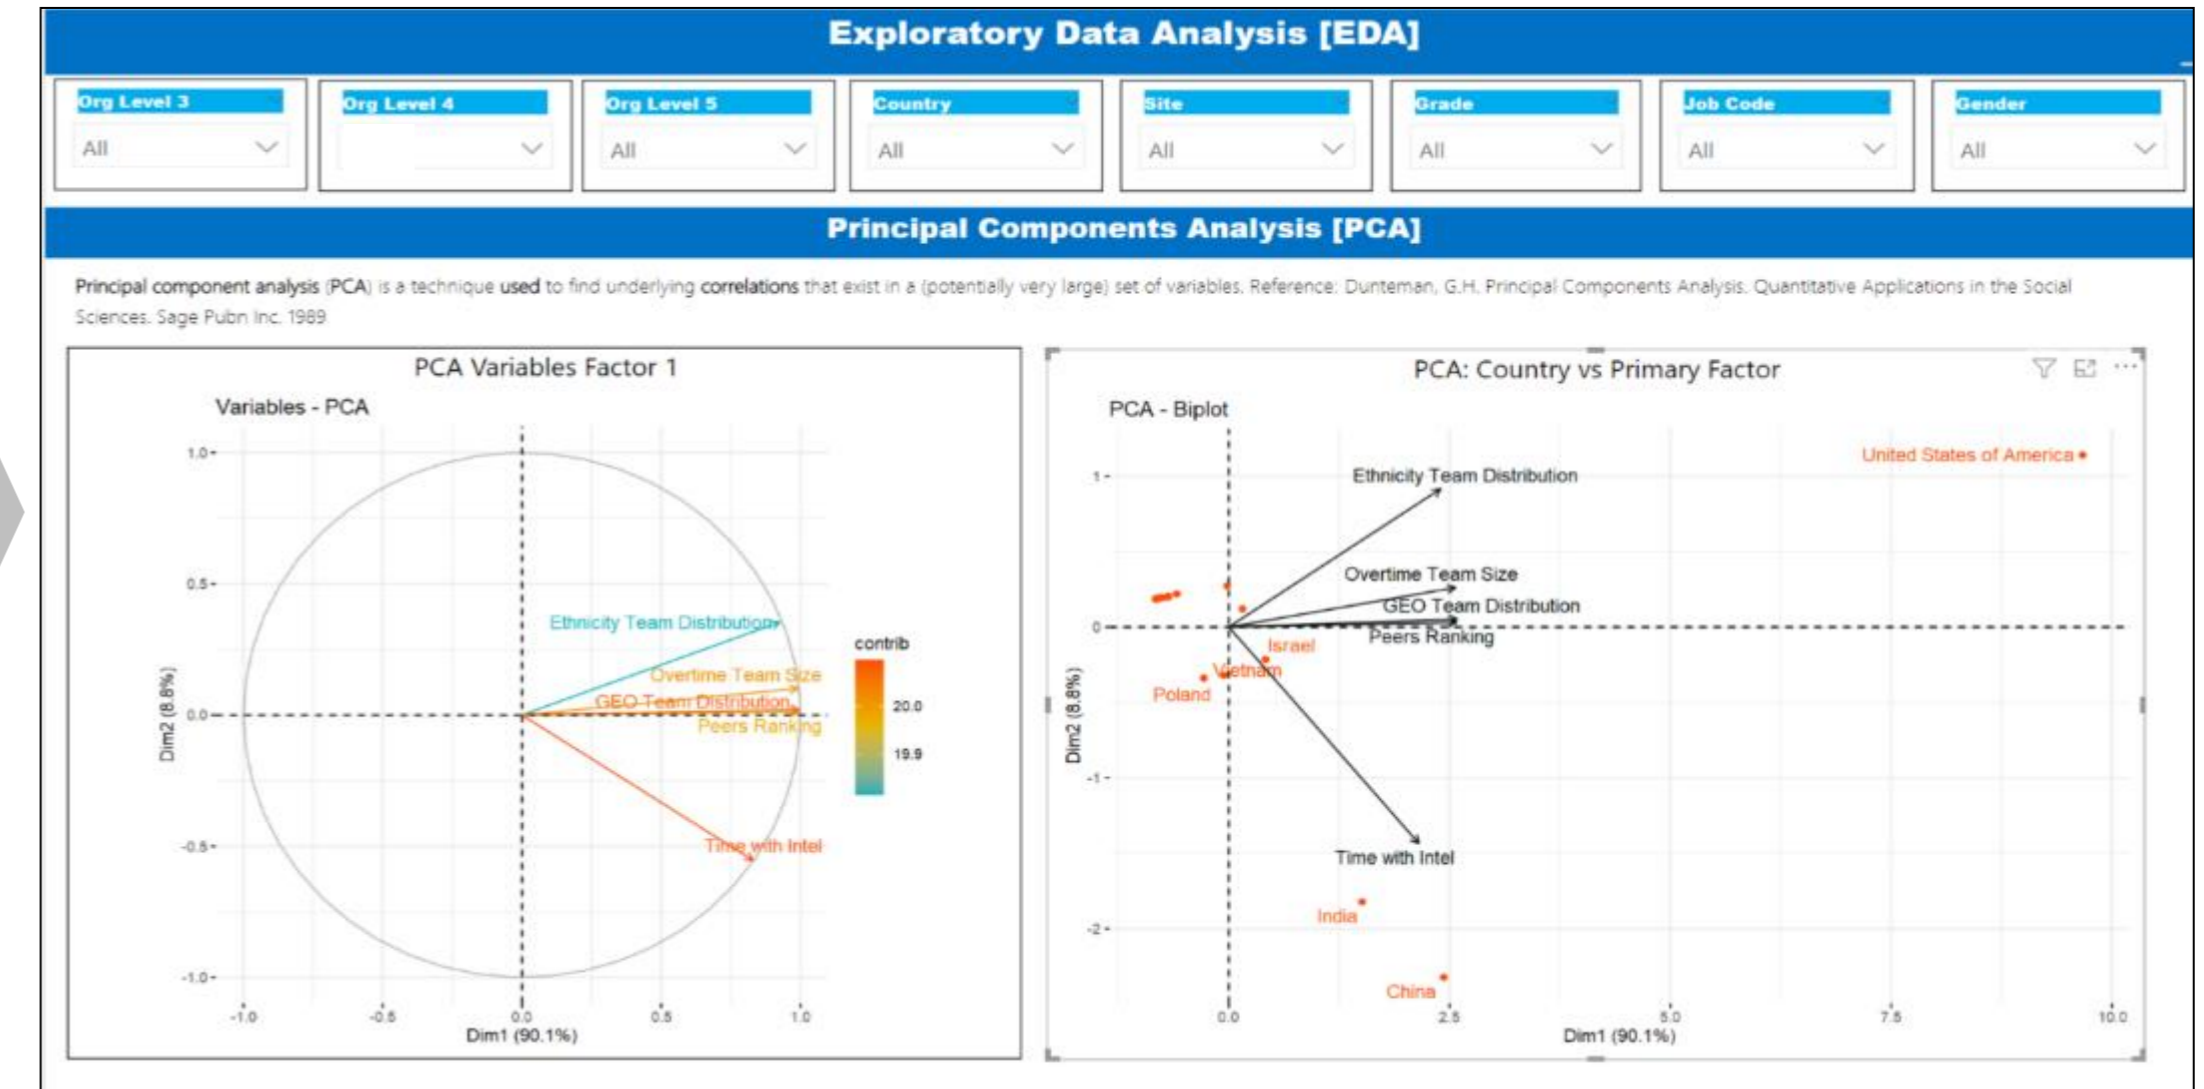 Exploratory Data Analysis [EDA]
Org Level 3
Org Level 4
Org Level 5
Country
Site
Grade
Job Code
Gender
All
All
All
All
All
All
All
Principal Components Analysis [PCA]
Principal component analysis (PCA) is a technique used to find underlying correlations that exist in a (potentially very large) set of variables. Reference: Dunteman, G.H. Principal Components Analysis. Quantitative Applications in the Social
Sciences. Sage Pubn Inc. 1989
PCA Variables Factor 1
Variables - PCA
1.0
0.5
0.0
-0.5
-1.0
Dim2 (8.8%)
Ethnicity Team Distribution
Overtime Team Size
GEO Team Distribution
Peers Ranking
Time with Intel
-1.0
-0.5
0.0
0.5
1.0
Dim1 (90.1%)
contrib
20.0
19.9
PCA: Country vs Primary Factor
PCA - Biplot
1
0
-1
-2
Dim2 (8.8%)
United States of America
Ethnicity Team Distribution
Overtime Team Size
GEO Team Distribution
Peers Ranking
Israel
Vietnam
Poland
Time with Intel
India
China
0.0
2.5
5.0
7.5
10.0
Dim1 (90.1%)